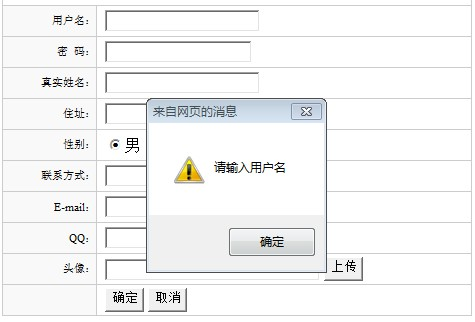 用户名：
密 码：
真实姓名：
住址：
来自网页的消息
性别：
男
请输入用户名
联系方式：
E-mail:
确定
QQ:
头像：
上传
确定 取消